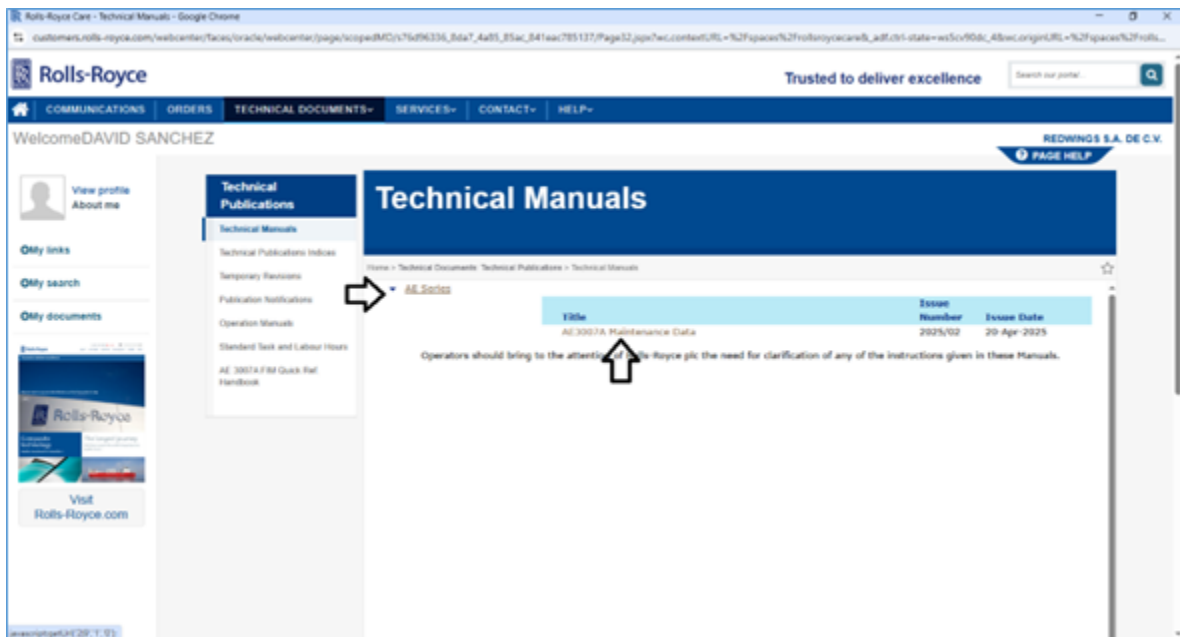 Rolls-Royce Care - Technical Manuals - Google Chrome
Rolls-Royce
Trusted to deliver excellence
Search our portal..
COMMUNICATIONS ORDERS TECHNICAL DOCUMENTS SERVICES CONTACT HELP
WelcomeDAVID SANCHEZ
REDWINGS S.A. DE C.V.
PAGE HELP
View profile
About me
My links
My search
My documents
Rolls-Royce
Visit
Rolls-Royce.com
Technical
Publications
Technical Manuals
Technical Publications Indices
Temporary Revisions
Publication Notifications
Operation Manuals
Standard Task and Labour Hours
AE 3007A FIM Quick Ref.
Handbook
Technical Manuals
Home > Technical Documents: Technical Publications > Technical Manuals
AE Series
Title Issue Number Issue Date
AE3007A Maintenance Data 2025/02 20-Apr-2025
Operators should bring to the attention of Rolls-Royce plc the need for clarification of any of the instructions given in these Manuals.